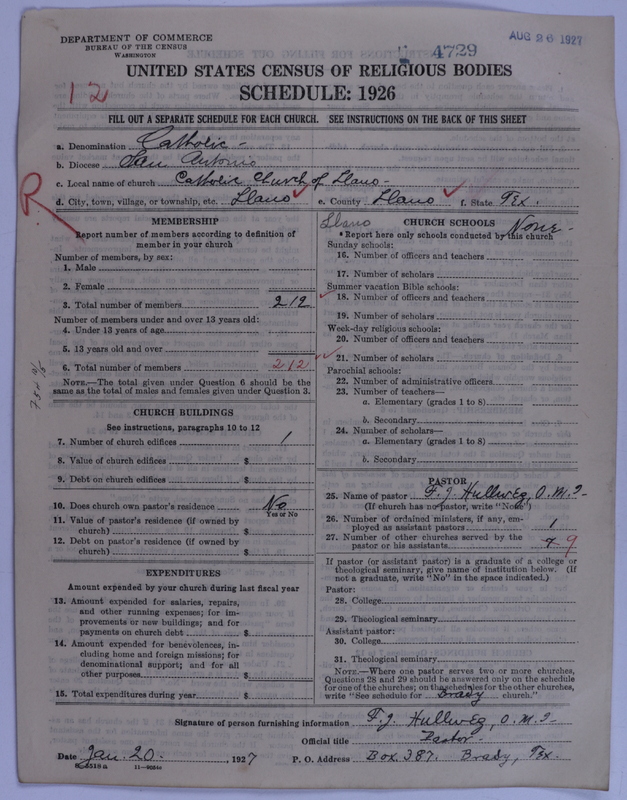 DEPARTMENT OF COMMERCE
BUREAU OF THE CENSUS
WASHINGTON
4729
AUG 26 1927
12
UNITED STATES CENSUS OF RELIGIOUS BODIES
SCHEDULE: 1926
FILL OUT A SEPARATE SCHEDULE FOR EACH CHURCH. SEE INSTRUCTIONS ON THE BACK OF THIS SHEET
a. Denomination Catholic-
b. Diocese San Antonio
c. Local name of church Catholic Church of Llano-
d. City, town, village, or township, etc. Llano e. County Llano f. State Tex.
R
MEMBERSHIP
Report number of members according to definition of
member in your church
Number of members, by sex:
1. Male
2. Female
3. Total number of members 212
Number of members under and over 13 years old:
4. Under 13 years of age
5. 13 years old and over
6. Total number of members 212
NOTE.—The total given under Question 6 should be the
same as the total of males and females given under Question 3.
CHURCH BUILDINGS
See instructions, paragraphs 10 to 12
7. Number of church edifices 1
8. Value of church edifices $
9. Debt on church edifices $
10. Does church own pastor's residence No
Yes or No
11. Value of pastor's residence (if owned by
church) $
12. Debt on pastor's residence (if owned by
church) $
EXPENDITURES
Amount expended by your church during last fiscal year
13. Amount expended for salaries, repairs,
and other running expenses; for im-
provements or new buildings; and for
payments on church debt $
14. Amount expended for benevolences, in-
cluding home and foreign missions; for
denominational support; and for all
other purposes $
15. Total expenditures during year $
Llano
CHURCH SCHOOLS None-
Report here only schools conducted by this church
Sunday schools:
16. Number of officers and teachers
17. Number of scholars
Summer vacation Bible schools:
18. Number of officers and teachers
19. Number of scholars
Week-day religious schools:
20. Number of officers and teachers
21. Number of scholars
Parochial schools:
22. Number of administrative officers
23. Number of teachers—
a. Elementary (grades 1 to 8)
b. Secondary
24. Number of scholars—
a. Elementary (grades 1 to 8)
b. Secondary
PASTOR
25. Name of pastor F. J. Hullweg, O. M. I-
(If church has no pastor, write "None")
26. Number of ordained ministers, if any, em-
ployed as assistant pastors 1
27. Number of other churches served by the
pastor or his assistants 9
If pastor (or assistant pastor) is a graduate of a college or
theological seminary, give name of institution below. (If
not a graduate, write "No" in the space indicated.)
Pastor:
28. College
29. Theological seminary
Assistant pastor:
30. College
31. Theological seminary
NOTE.—Where one pastor serves two or more churches,
Questions 28 and 29 should be answered only on the schedule
for one of the churches; on the schedules for the other churches,
write "See schedule for Brady church."
Signature of person furnishing information F. J. Hullweg, O. M. I-
Official title Pastor-
Date Jan. 20-, 1927 P. O. Address Box 387. Brady, Tex.